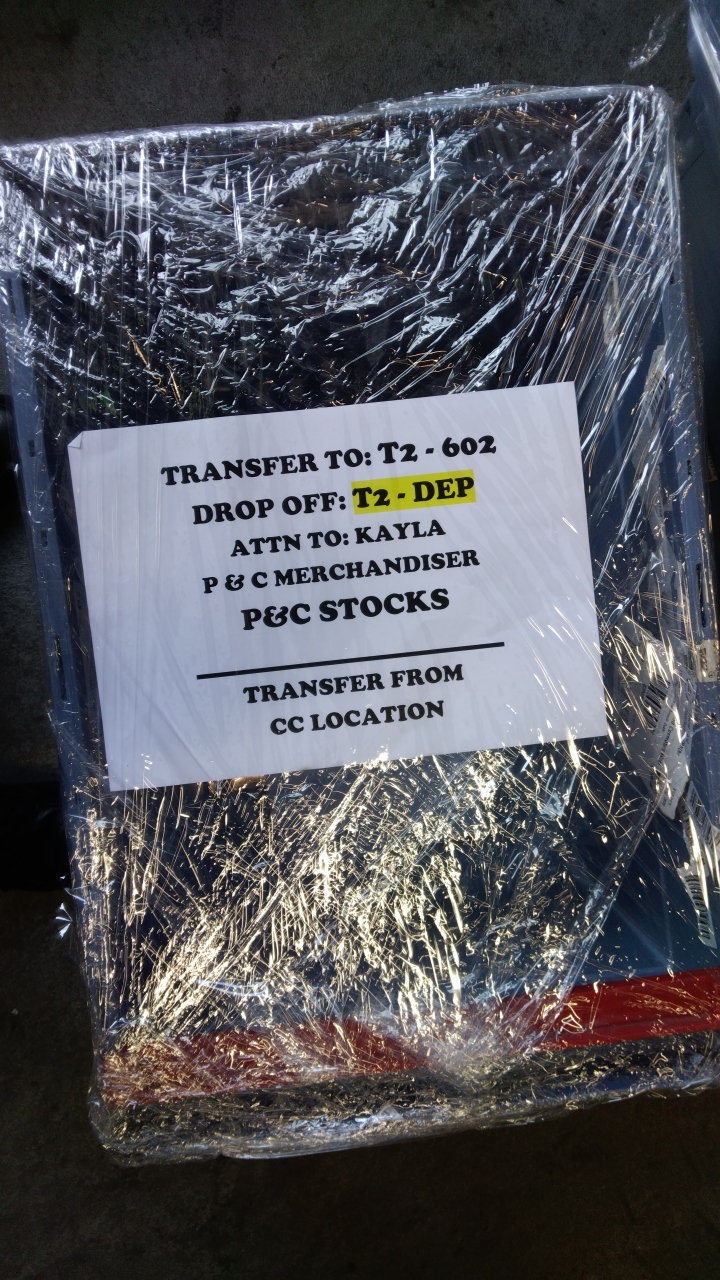 TRANSFER TO: T2 - 602
DROP OFF: T2 - DEP
ATTN TO: KAYLA
P & C MERCHANDISER
P&C STOCKS
TRANSFER FROM
CC LOCATION